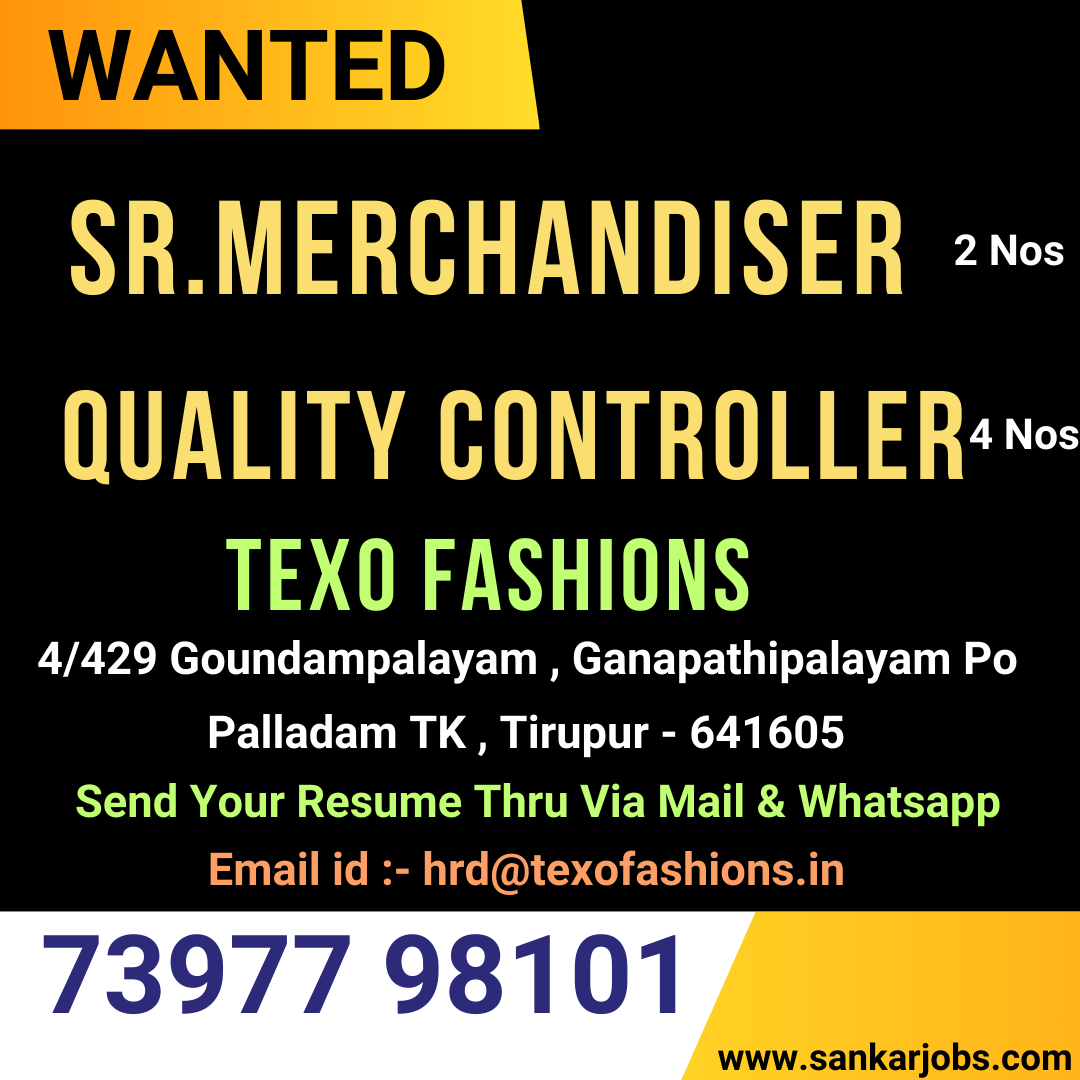 WANTED
SR.MERCHANDISER 2 Nos
QUALITY CONTROLLER 4 Nos
TEXO FASHIONS
4/429 Goundampalayam , Ganapathipalayam Po
Palladam TK , Tirupur - 641605
Send Your Resume Thru Via Mail & Whatsapp
Email id :- hrd@texofashions.in
73977 98101
www.sankarjobs.com